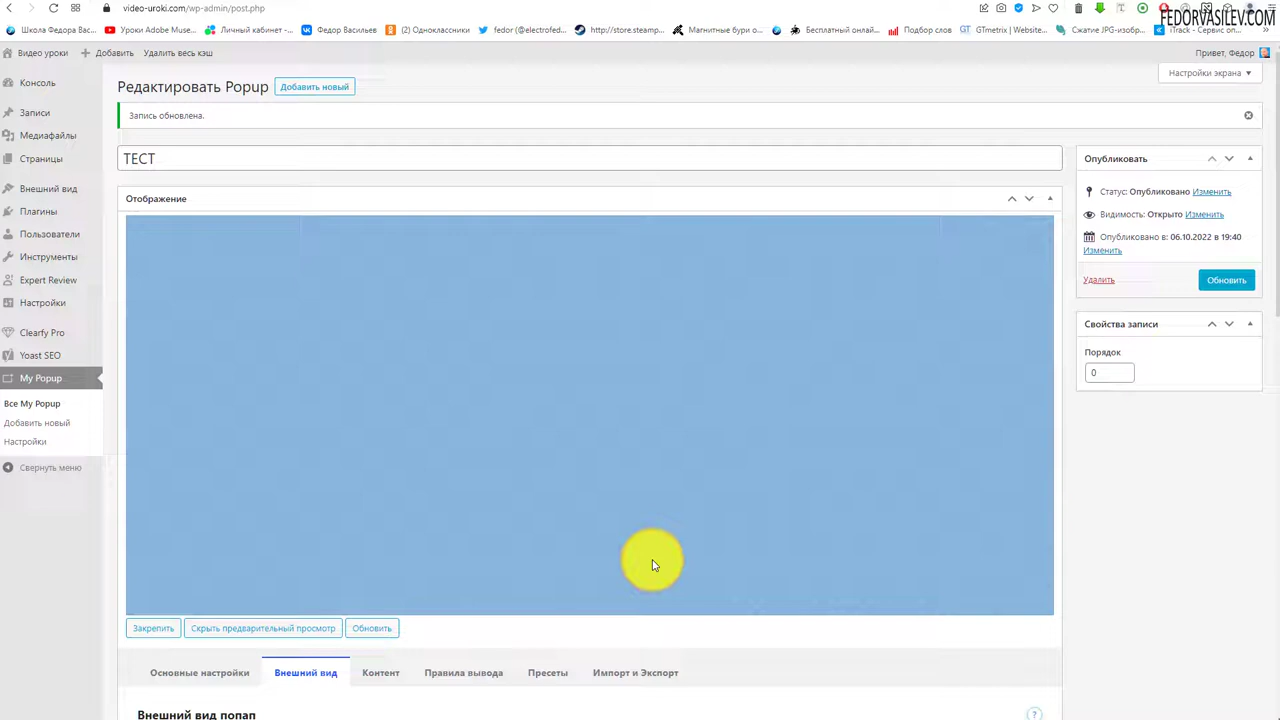 video-uroki.com/wp-admin/post.php
FEDORVASILEV.COM
Школа Федора Вас...
Уроки Adobe Muse...
Личный кабинет -...
Федор Васильев
(2) Одноклассники
fedor (@electrofed...
http://store.steamp...
Магнитные бури о...
Бесплатный онлай...
Подбор слов
GTmetrix | Website...
Сжатие JPG-изобр...
iTrack - Сервис оп...
Видео уроки
Добавить
Удалить весь кэш
Привет, Федор
Консоль
Записи
Медиафайлы
Страницы
Внешний вид
Плагины
Пользователи
Инструменты
Expert Review
Настройки
Clearfy Pro
Yoast SEO
My Popup
Все My Popup
Добавить новый
Настройки
Свернуть меню
Настройки экрана
Редактировать Popup
Добавить новый
Запись обновлена.
ТЕСТ
Отображение
Закрепить
Скрыть предварительный просмотр
Обновить
Основные настройки
Внешний вид
Контент
Правила вывода
Пресеты
Импорт и Экспорт
Внешний вид попап
?
Опубликовать
Статус: Опубликовано Изменить
Видимость: Открыто Изменить
Опубликовано в: 06.10.2022 в 19:40
Изменить
Удалить
Обновить
Свойства записи
Порядок
0